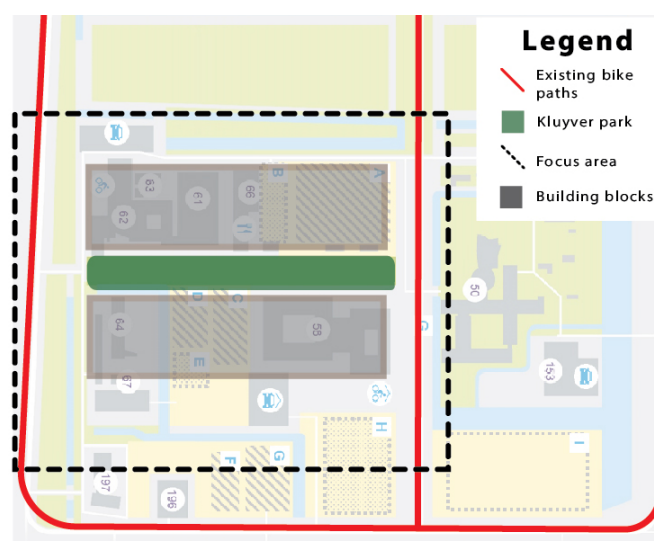 Legend
Existing bike
paths
Kluyver park
Focus area
Building blocks
A
B
66
61
63
62
50
G
C
D
E
58
64
67
153
H
I
G
F
196
197